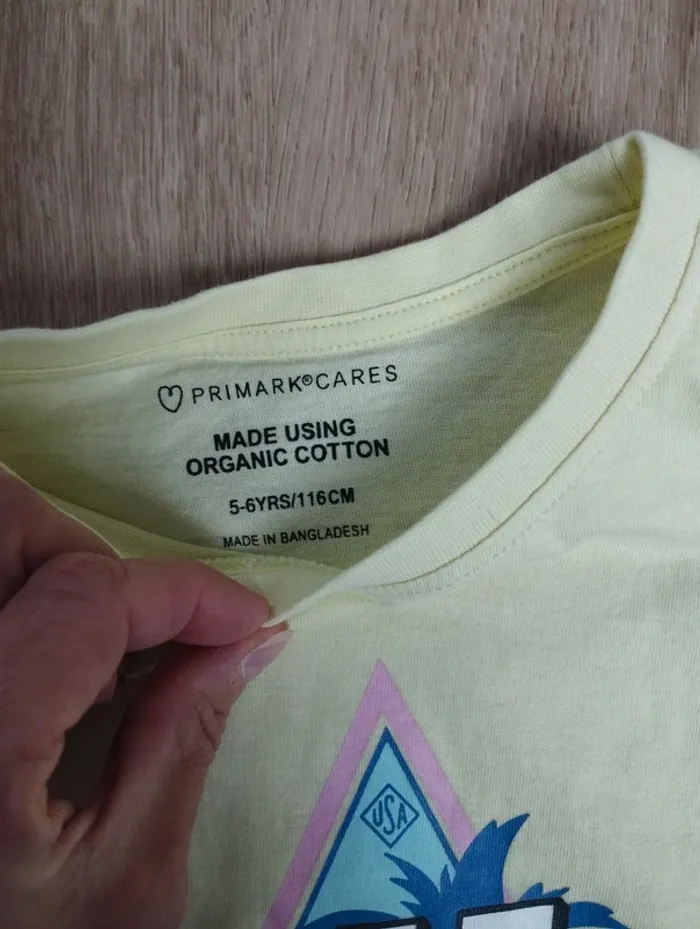 PRIMARK®CARES
MADE USING
ORGANIC COTTON
5-6YRS/116CM
MADE IN BANGLADESH
USA